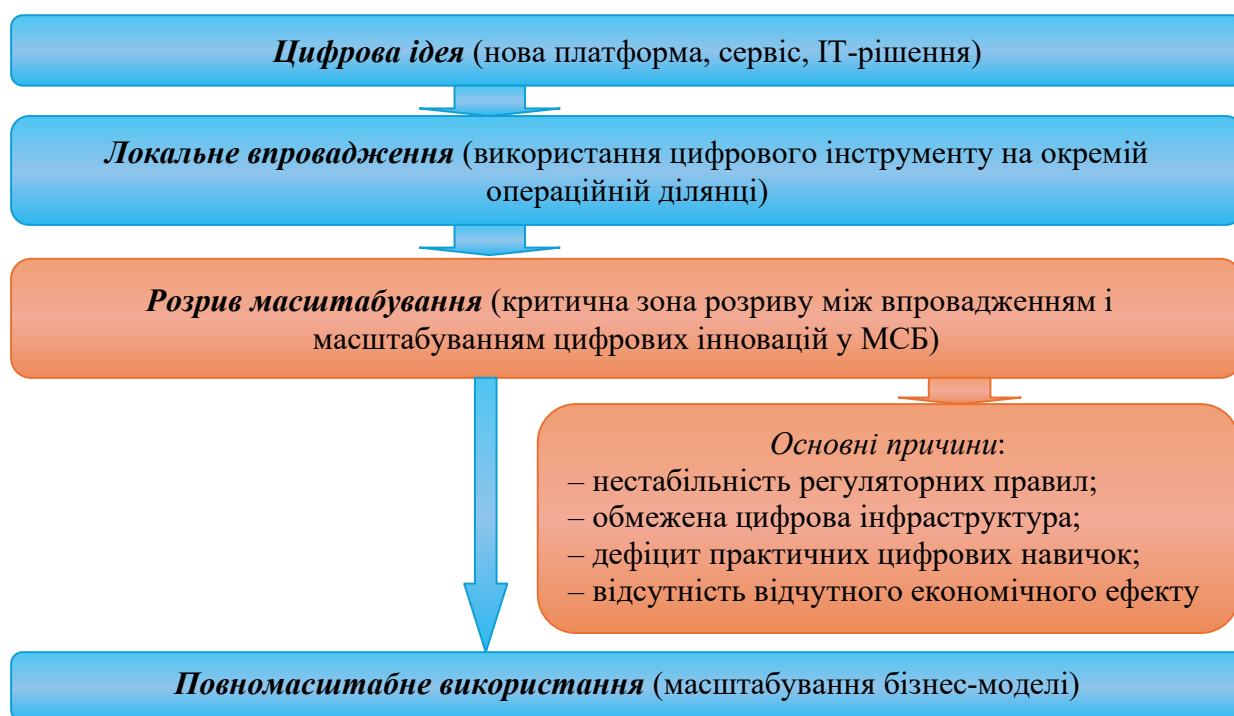 Цифрова ідея (нова платформа, сервіс, ІТ-рішення)
Локальне впровадження (використання цифрового інструменту на окремій
операційній ділянці)
Розрив масштабування (критична зона розриву між впровадженням і
масштабуванням цифрових інновацій у МСБ)
Основні причини:
– нестабільність регуляторних правил;
– обмежена цифрова інфраструктура;
– дефіцит практичних цифрових навичок;
– відсутність відчутного економічного ефекту
Повномасштабне використання (масштабування бізнес-моделі)